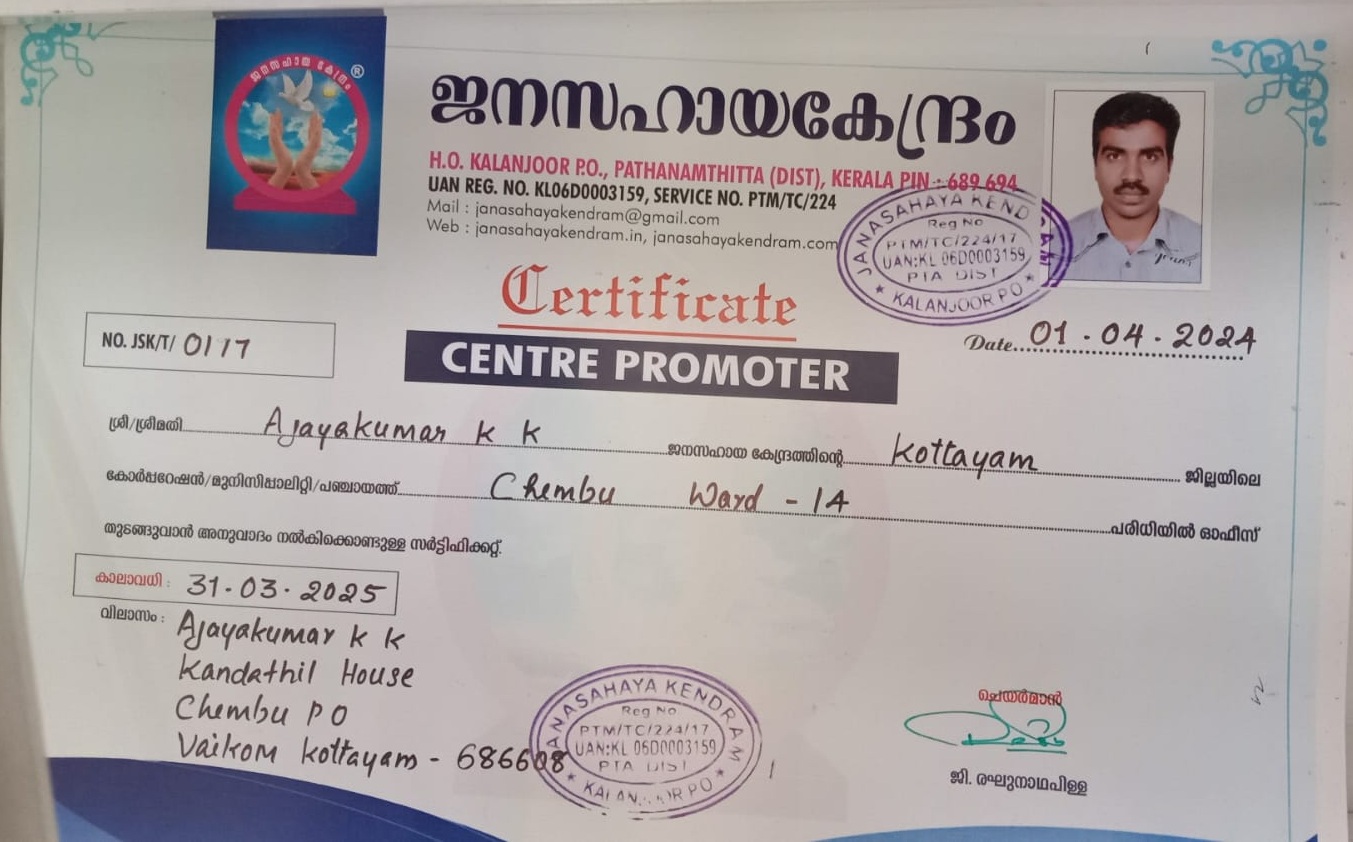 ജനസഹായ കേന്ദ്രം
®
ജനസഹായകേന്ദ്രം
H.O. KALANJOOR P.O., PATHANAMTHITTA (DIST), KERALA PIN : 689 694
UAN REG. NO. KL06D0003159, SERVICE NO. PTM/TC/224
Mail : janasahayakendram@gmail.com
Web : janasahayakendram.in, janasahayakendram.com
JANASAHAYA KENDRAM
Reg No
PTM/TC/224/17
UAN:KL 06D0003159
PTA DIST
* KALANJOOR PO *
Certificate
NO. JSK/T/ 0117
CENTRE PROMOTER
Date...01.04.2024
ശ്രീ/ശ്രീമതി Ajayakumar K K ജനസഹായ കേന്ദ്രത്തിന്റെ Kottayam ജില്ലയിലെ
കോർപ്പറേഷൻ/മുനിസിപ്പാലിറ്റി/പഞ്ചായത്ത് Chembu Ward - 14 പരിധിയിൽ ഓഫീസ്
തുടങ്ങുവാൻ അനുവാദം നൽകിക്കൊണ്ടുള്ള സർട്ടിഫിക്കറ്റ്.
കാലാവധി : 31.03.2025
വിലാസം : Ajayakumar K K
Kandathil House
Chembu P O
Vaikom Kottayam - 686608
JANASAHAYA KENDRAM
Reg No
PTM/TC/224/17
UAN:KL 06D0003159
PTA DIST
* KALANJOOR PO *
ചെയർമാൻ
ജി. രഘുനാഥപിള്ള